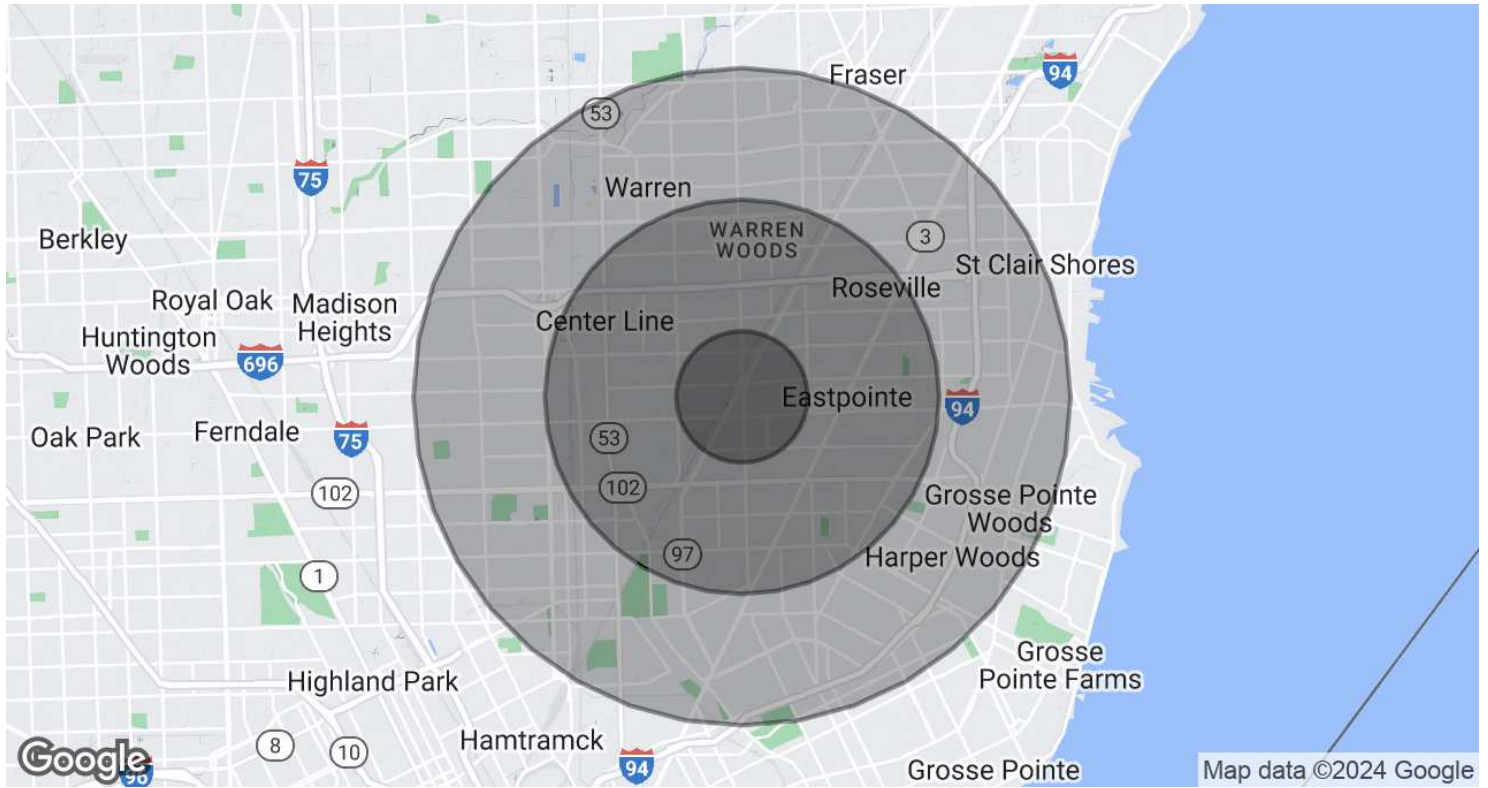 Fraser
94
53
75
Warren
Berkley
WARREN
WOODS
3
St Clair Shores
Royal Oak
Madison
Heights
Roseville
Huntington
Woods
Center Line
696
Eastpointe
94
Oak Park
Ferndale
75
53
102
102
Grosse Pointe
Woods
97
Harper Woods
1
Grosse
Pointe Farms
Highland Park
Hamtramck
8
10
94
Google
96
Grosse Pointe
Map data ©2024 Google